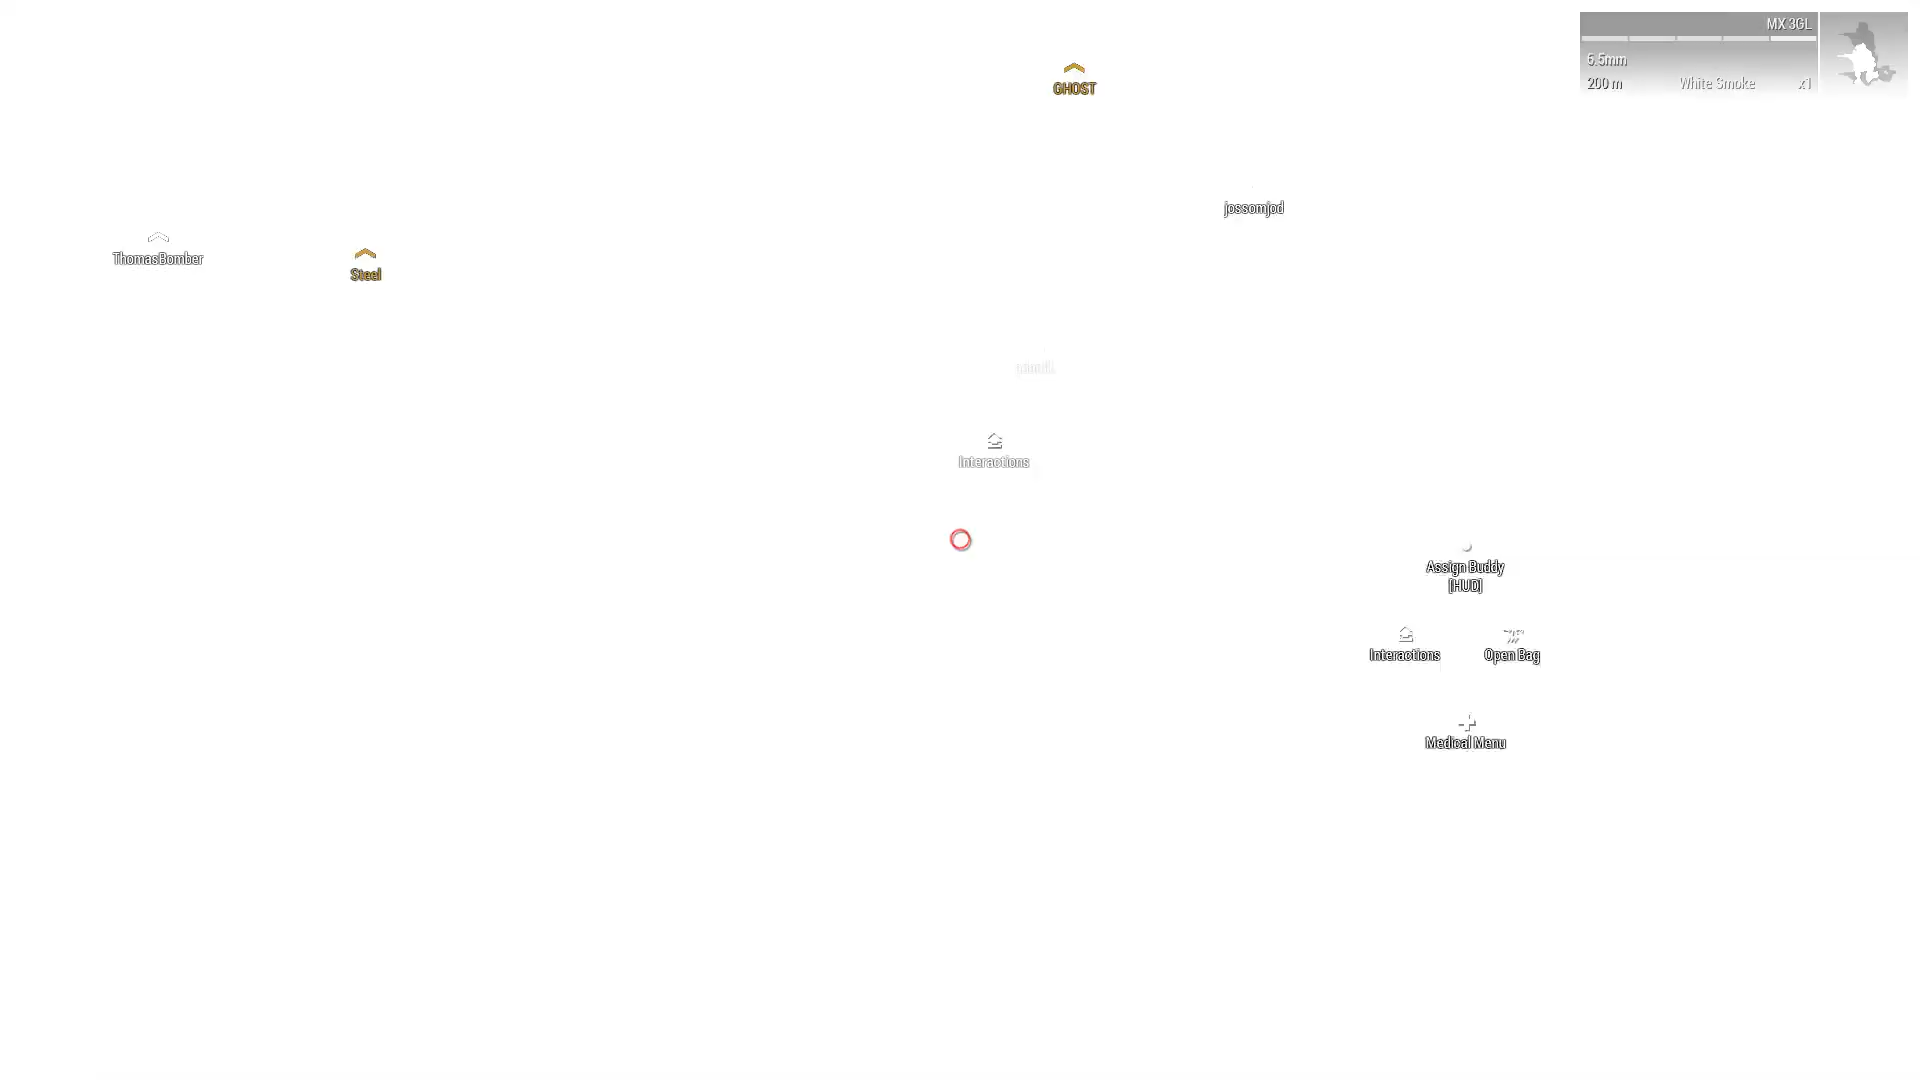 MX 3GL
6.5mm
200 m White Smoke x1
GHOST
jossomjod
ThomasBomber
Steel
Interactions
Assign Buddy
[HUD]
Interactions Open Bag
Medical Menu